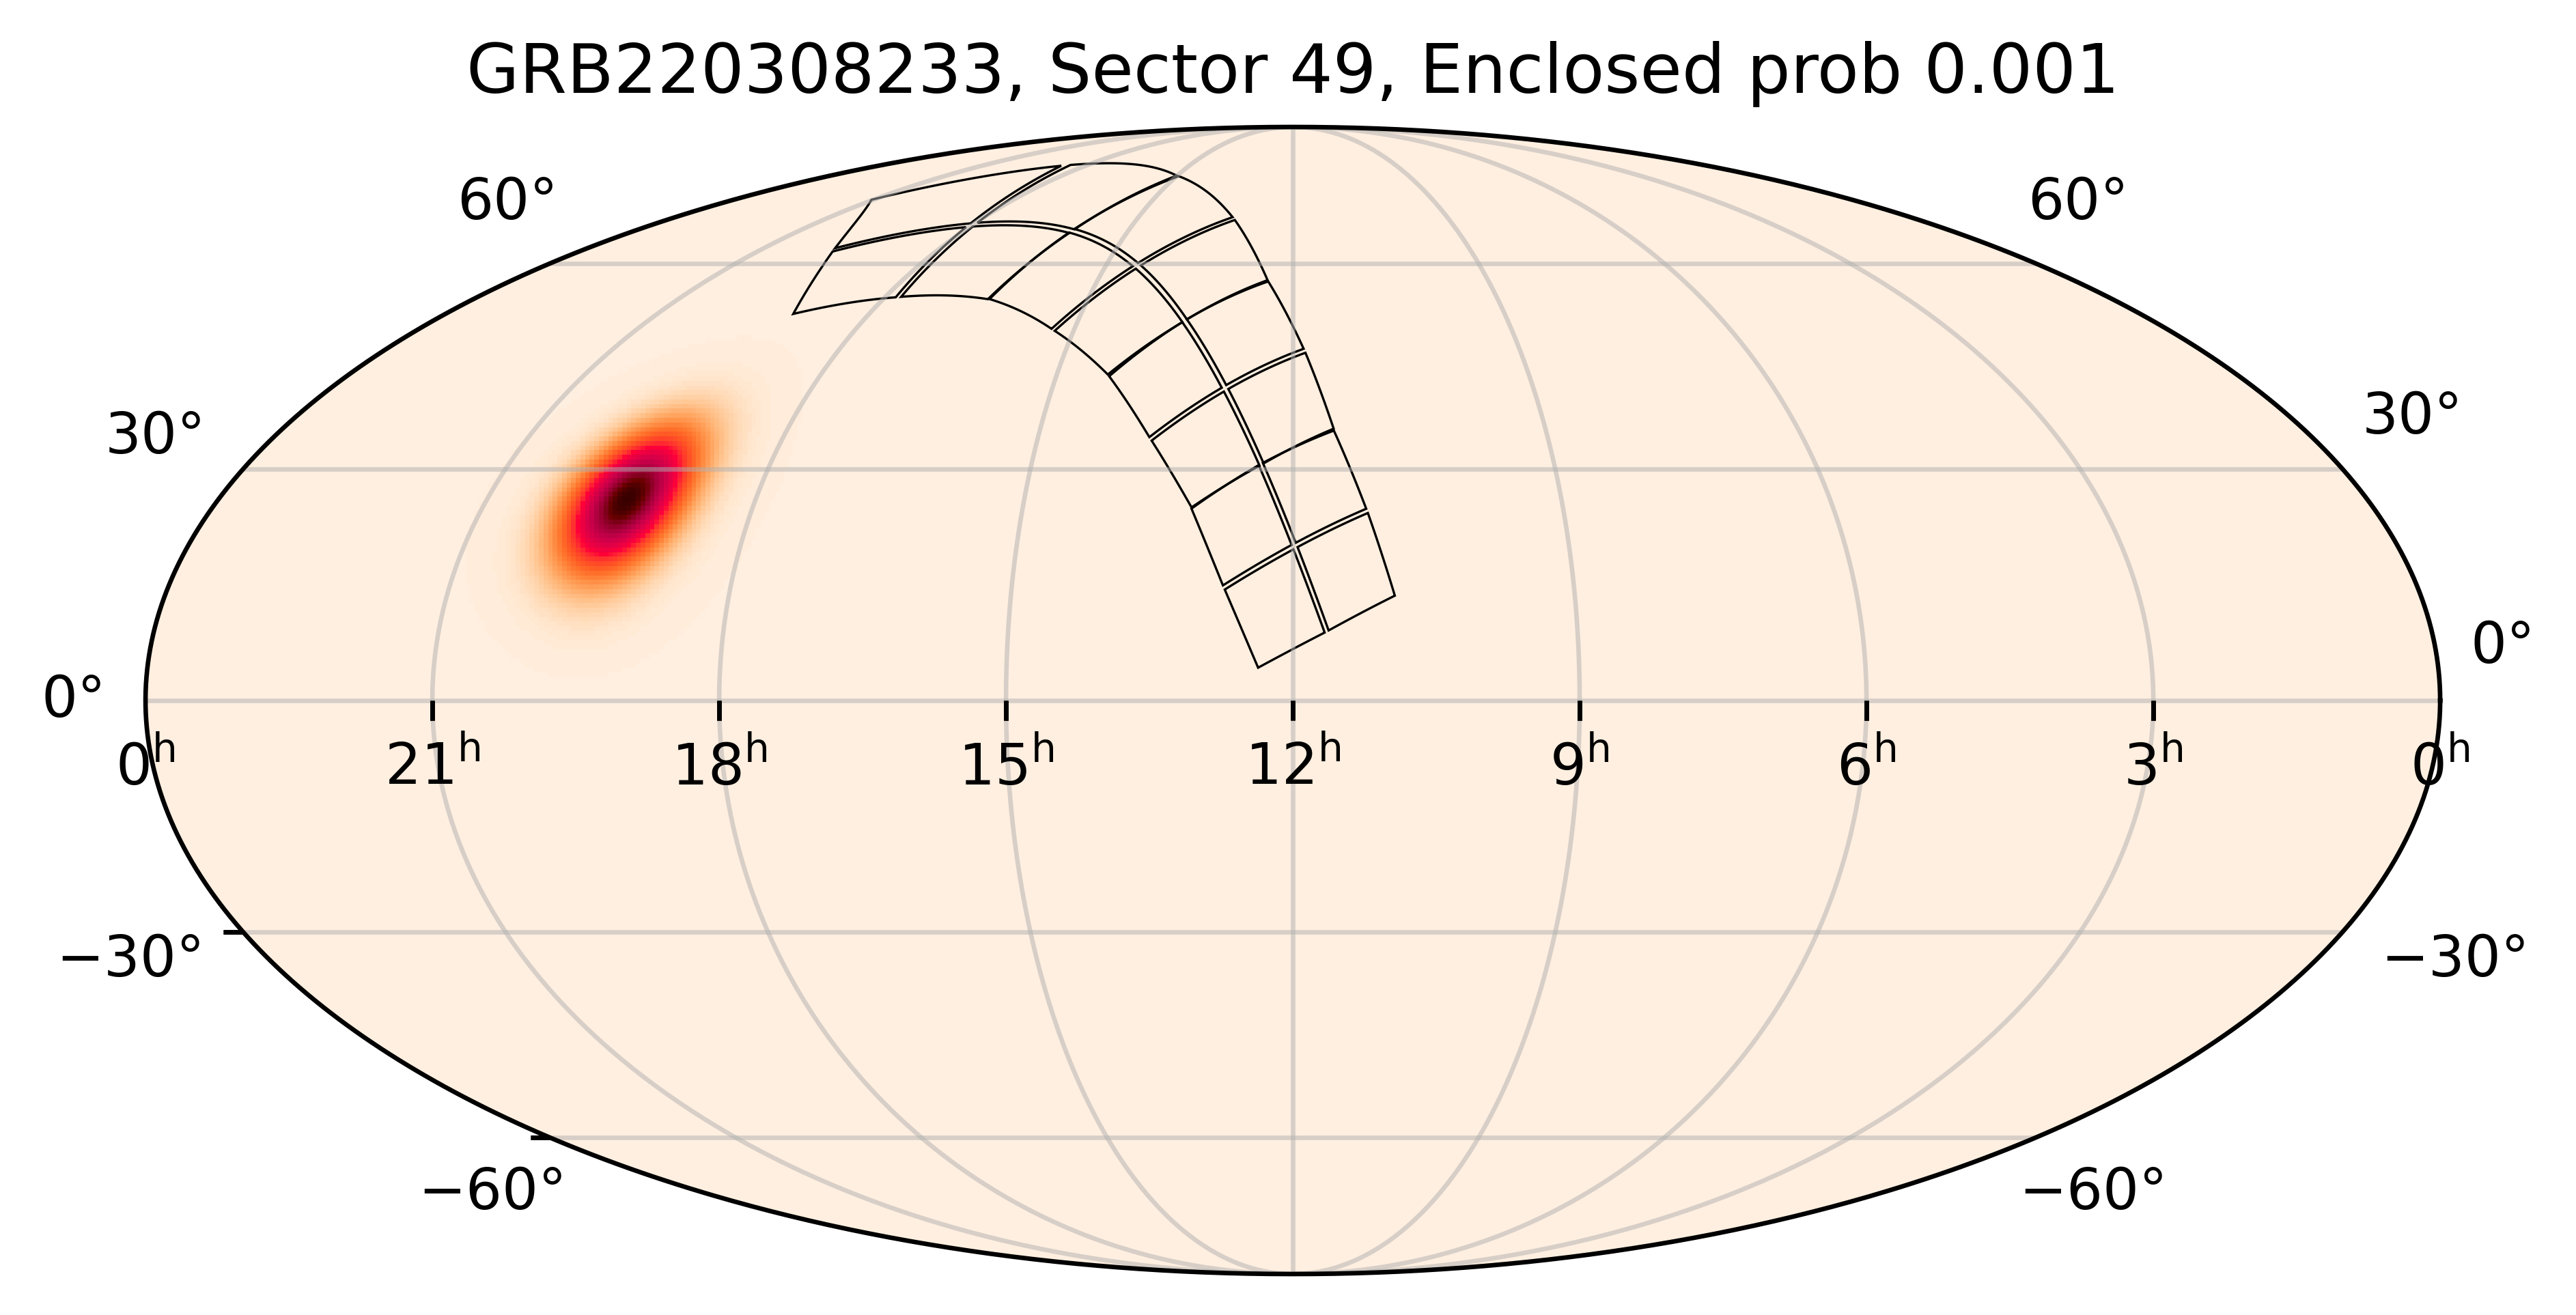 GRB220308233, Sector 49, Enclosed prob 0.001
60° 60°
30° 30°
0° 0°
0ʰ 21ʰ 18ʰ 15ʰ 12ʰ 9ʰ 6ʰ 3ʰ 0ʰ
−30° −30°
−60° −60°